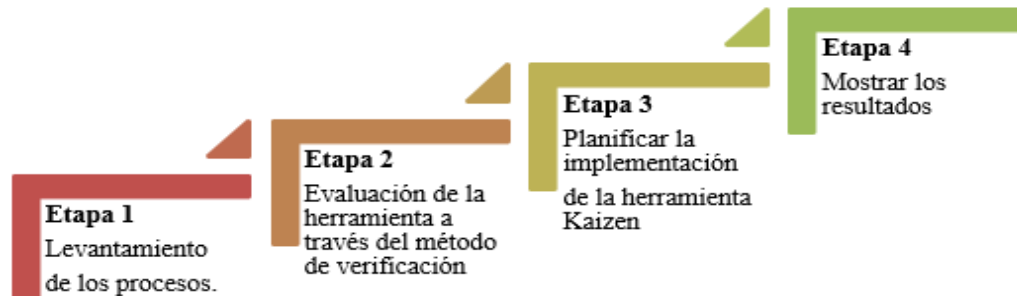 Etapa 1
Levantamiento
de los procesos.
Etapa 2
Evaluación de la
herramienta a
través del método
de verificación
Etapa 3
Planificar la
implementación
de la herramienta
Kaizen
Etapa 4
Mostrar los
resultados